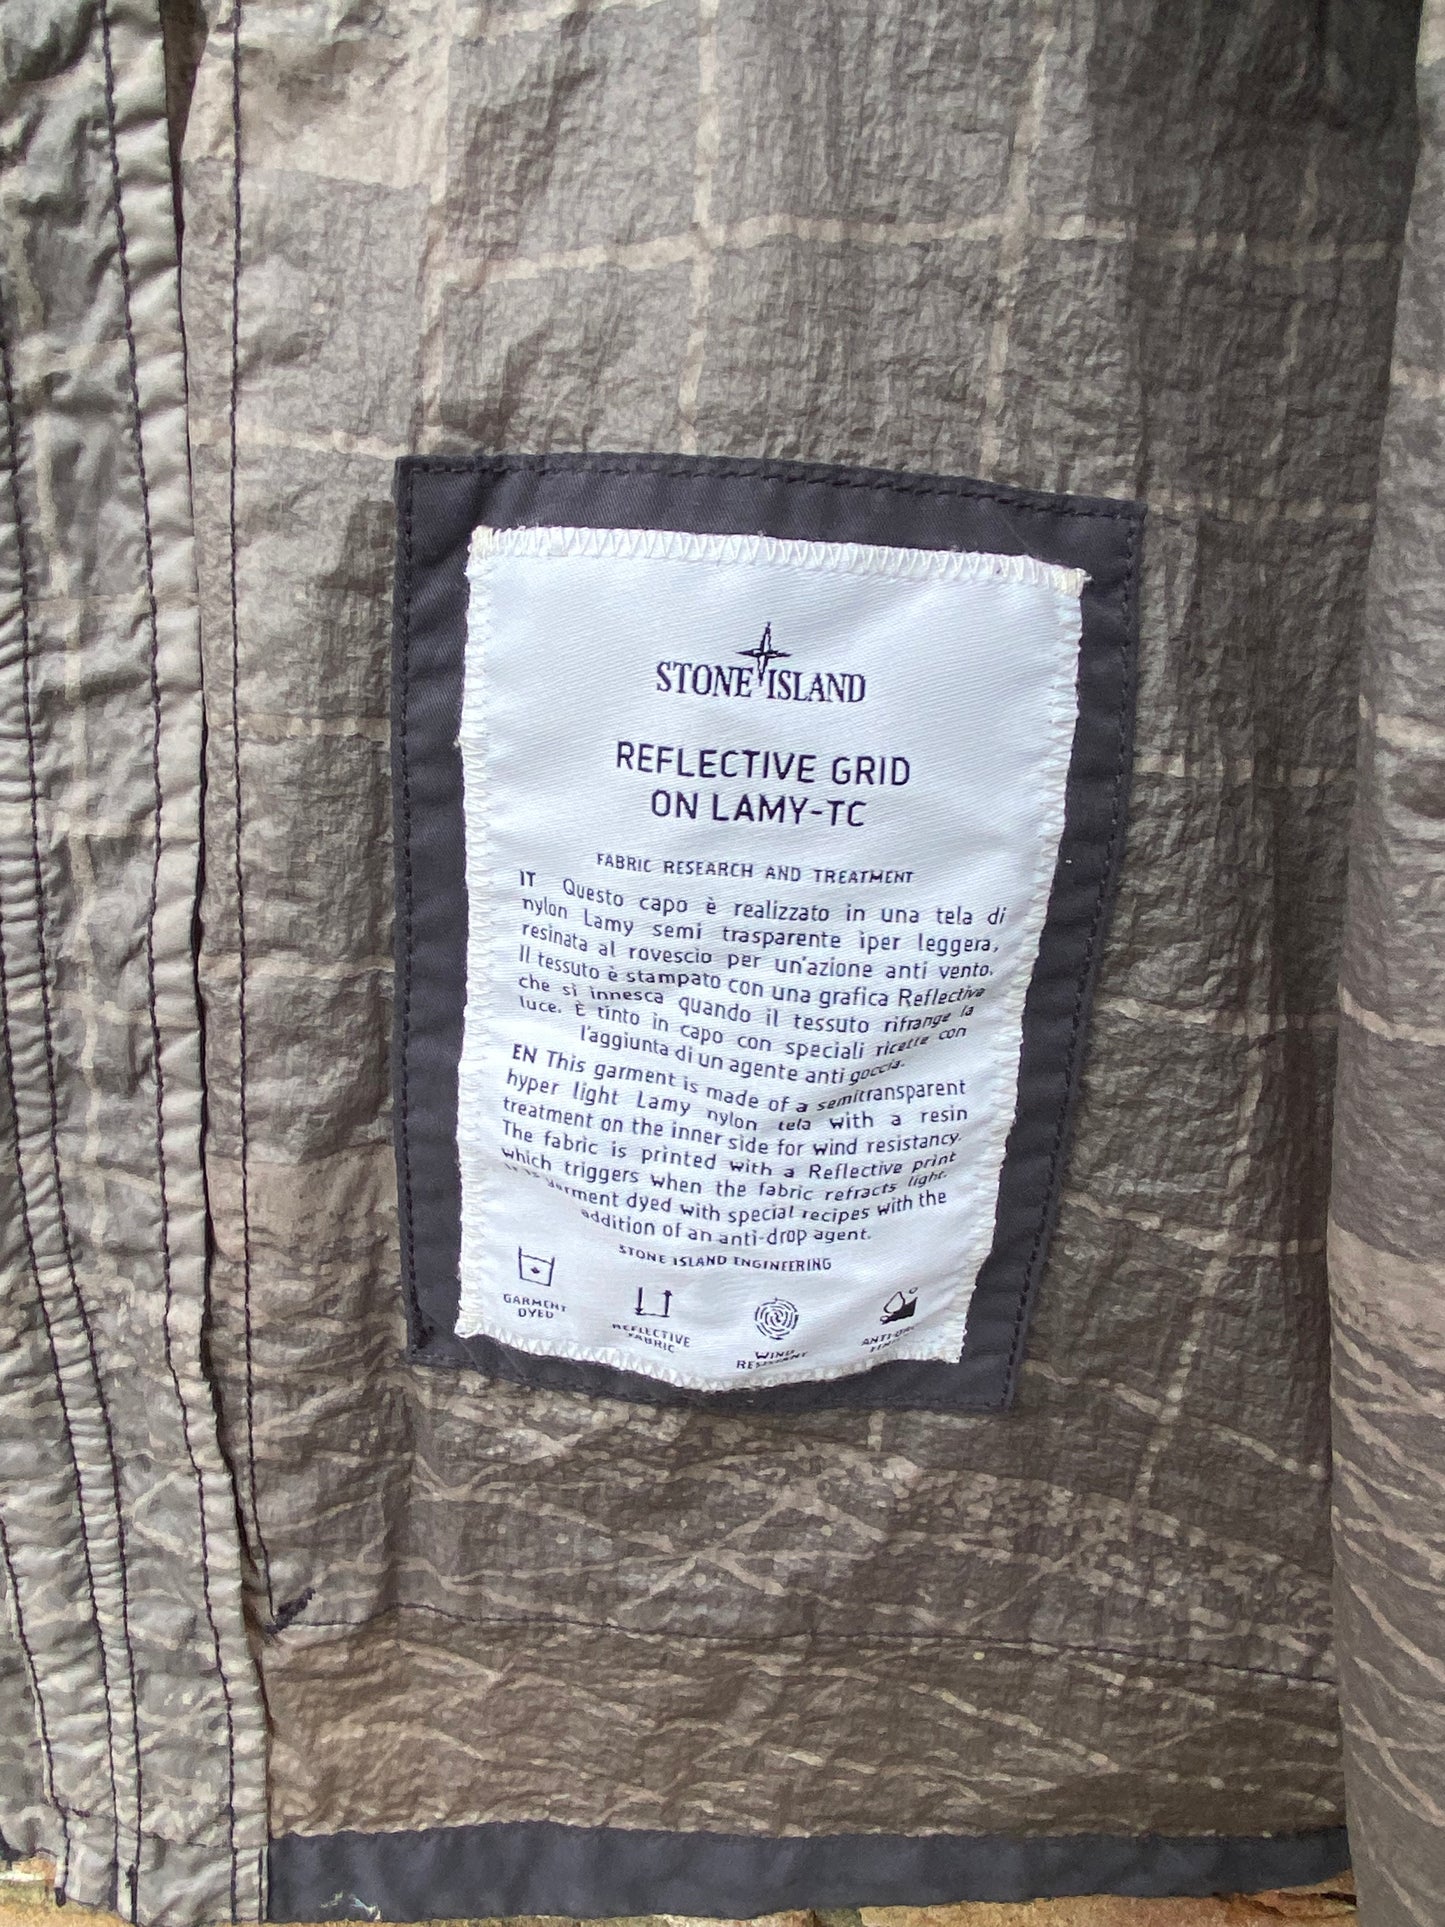 STONE ISLAND
REFLECTIVE GRID
ON LAMY-TC
FABRIC RESEARCH AND TREATMENT
IT Questo capo è realizzato in una tela di
nylon Lamy semi trasparente iper leggera,
resinata al rovescio per un'azione anti vento.
Il tessuto è stampato con una grafica Reflective
che si innesca quando il tessuto rifrange la
luce. È tinto in capo con speciali ricette con
l'aggiunta di un agente anti goccia.
EN This garment is made of a semitransparent
hyper light Lamy nylon tela with a resin
treatment on the inner side for wind resistancy.
The fabric is printed with a Reflective print
which triggers when the fabric refracts light.
garment dyed with special recipes with the
addition of an anti-drop agent.
STONE ISLAND ENGINEERING
GARMENT
DYED
REFLECTIVE
FABRIC
WIND
RESISTANT